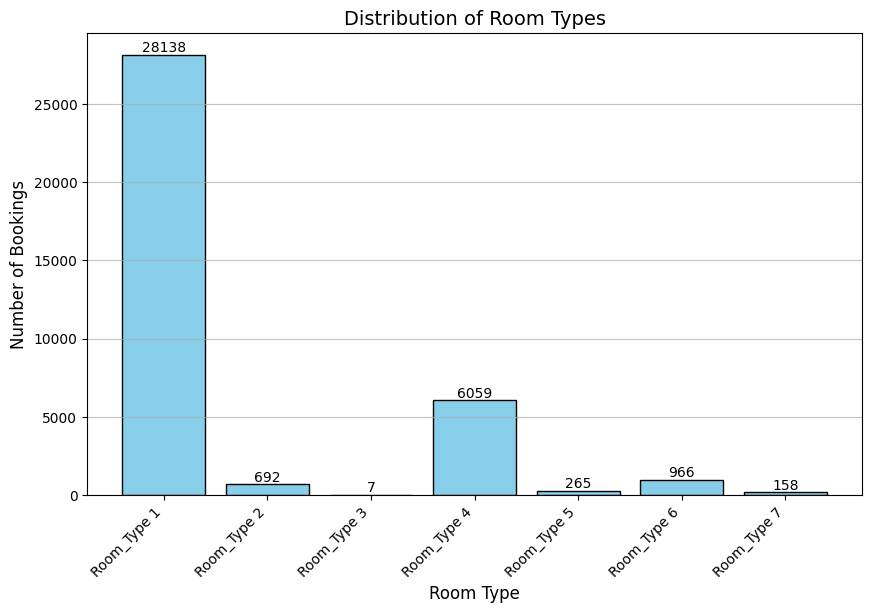 Distribution of Room Types
Number of Bookings
25000
20000
15000
10000
5000
0
28138
692
7
6059
265
966
158
Room_Type 1
Room_Type 2
Room_Type 3
Room_Type 4
Room_Type 5
Room_Type 6
Room_Type 7
Room Type